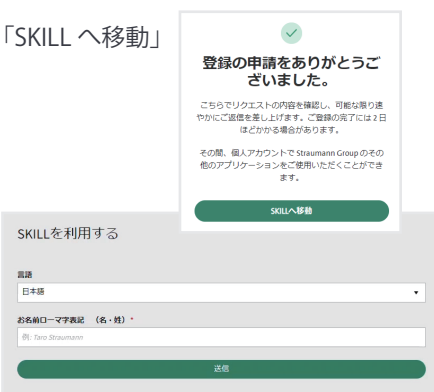 「SKILL へ移動」
登録の申請をありがとうご
ざいました。
こちらでリクエストの内容を確認し、可能な限り速
やかにご返信を差し上げます。ご登録の完了には2日
ほどかかる場合があります。
その間、個人アカウントで Straumann Group のその
他のアプリケーションをご使用いただくことができ
ます。
SKILLへ移動
SKILLを利用する
言語
日本語
お名前ローマ字表記 (名・姓) *
例: Taro Straumann
送信